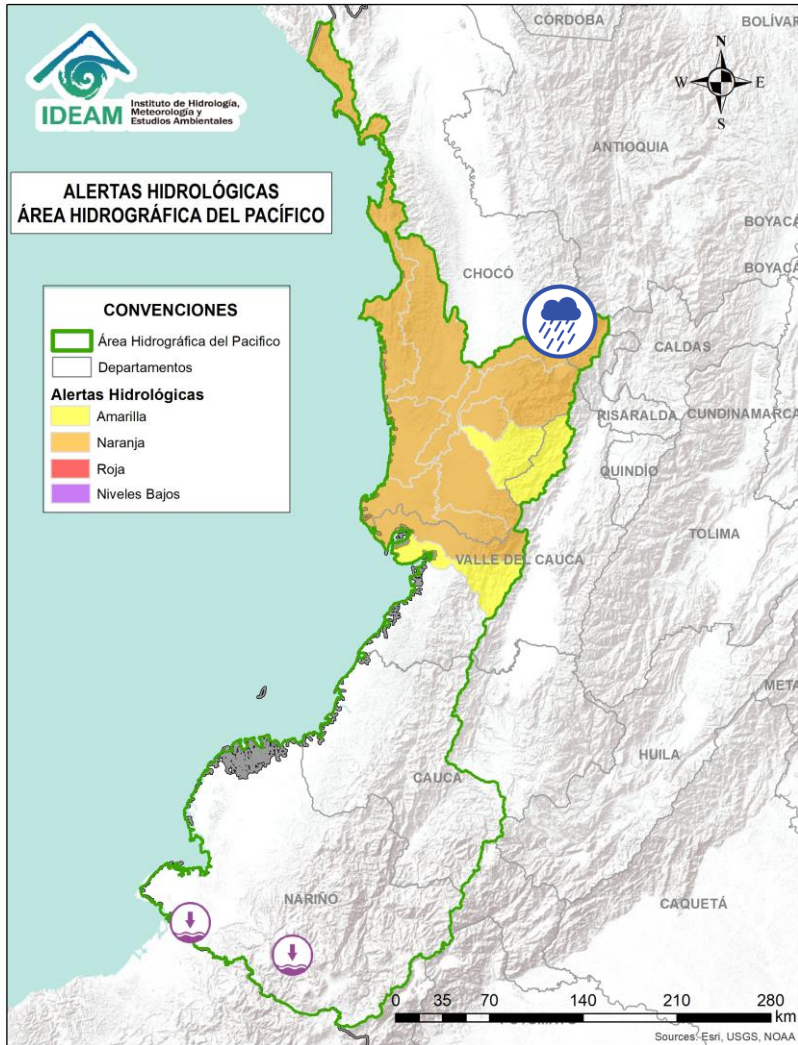 CÓRDOBA
BOLÍVAR
N
W
E
S
IDEAM
Instituto de Hidrología,
Meteorología y
Estudios Ambientales
ANTIOQUIA
ALERTAS HIDROLÓGICAS
ÁREA HIDROGRÁFICA DEL PACÍFICO
BOYACÁ
BOYACÁ
CHOCÓ
CONVENCIONES
Área Hidrográfica del Pacifico
Departamentos
Alertas Hidrológicas
Amarilla
Naranja
Roja
Niveles Bajos
CALDAS
RISARALDA
CUNDINAMARCA
QUINDÍO
TOLIMA
VALLE DEL CAUCA
META
HUILA
CAUCA
NARIÑO
CAQUETÁ
0 35 70 140 210 280
km
Sources: Esri, USGS, NOAA